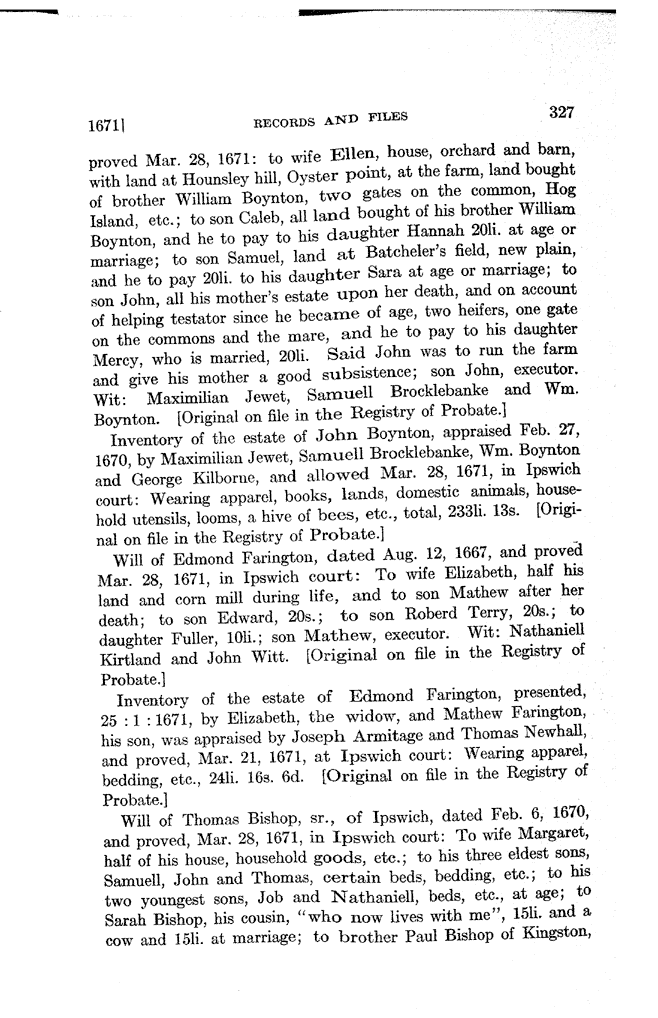 1671] RECORDS AND FILES 327
proved Mar. 28, 1671: to wife Ellen, house, orchard and barn,
with land at Hounsley hill, Oyster point, at the farm, land bought
of brother William Boynton, two gates on the common, Hog
Island, etc.; to son Caleb, all land bought of his brother William
Boynton, and he to pay to his daughter Hannah 20li. at age or
marriage; to son Samuel, land at Batcheler's field, new plain,
and he to pay 20li. to his daughter Sara at age or marriage; to
son John, all his mother's estate upon her death, and on account
of helping testator since he became of age, two heifers, one gate
on the commons and the mare, and he to pay to his daughter
Mercy, who is married, 20li. Said John was to run the farm
and give his mother a good subsistence; son John, executor.
Wit: Maximilian Jewet, Samuell Brocklebanke and Wm.
Boynton. [Original on file in the Registry of Probate.]
Inventory of the estate of John Boynton, appraised Feb. 27,
1670, by Maximilian Jewet, Samuell Brocklebanke, Wm. Boynton
and George Kilborne, and allowed Mar. 28, 1671, in Ipswich
court: Wearing apparel, books, lands, domestic animals, house-
hold utensils, looms, a hive of bees, etc., total, 233li. 13s. [Origi-
nal on file in the Registry of Probate.]
Will of Edmond Farington, dated Aug. 12, 1667, and proved
Mar. 28, 1671, in Ipswich court: To wife Elizabeth, half his
land and corn mill during life, and to son Mathew after her
death; to son Edward, 20s.; to son Roberd Terry, 20s.; to
daughter Fuller, 10li.; son Mathew, executor. Wit: Nathaniell
Kirtland and John Witt. [Original on file in the Registry of
Probate.]
Inventory of the estate of Edmond Farington, presented,
25 : 1 : 1671, by Elizabeth, the widow, and Mathew Farington,
his son, was appraised by Joseph Armitage and Thomas Newhall,
and proved, Mar. 21, 1671, at Ipswich court: Wearing apparel,
bedding, etc., 24li. 16s. 6d. [Original on file in the Registry of
Probate.]
Will of Thomas Bishop, sr., of Ipswich, dated Feb. 6, 1670,
and proved, Mar. 28, 1671, in Ipswich court: To wife Margaret,
half of his house, household goods, etc.; to his three eldest sons,
Samuell, John and Thomas, certain beds, bedding, etc.; to his
two youngest sons, Job and Nathaniell, beds, etc., at age; to
Sarah Bishop, his cousin, "who now lives with me", 15li. and a
cow and 15li. at marriage; to brother Paul Bishop of Kingston,